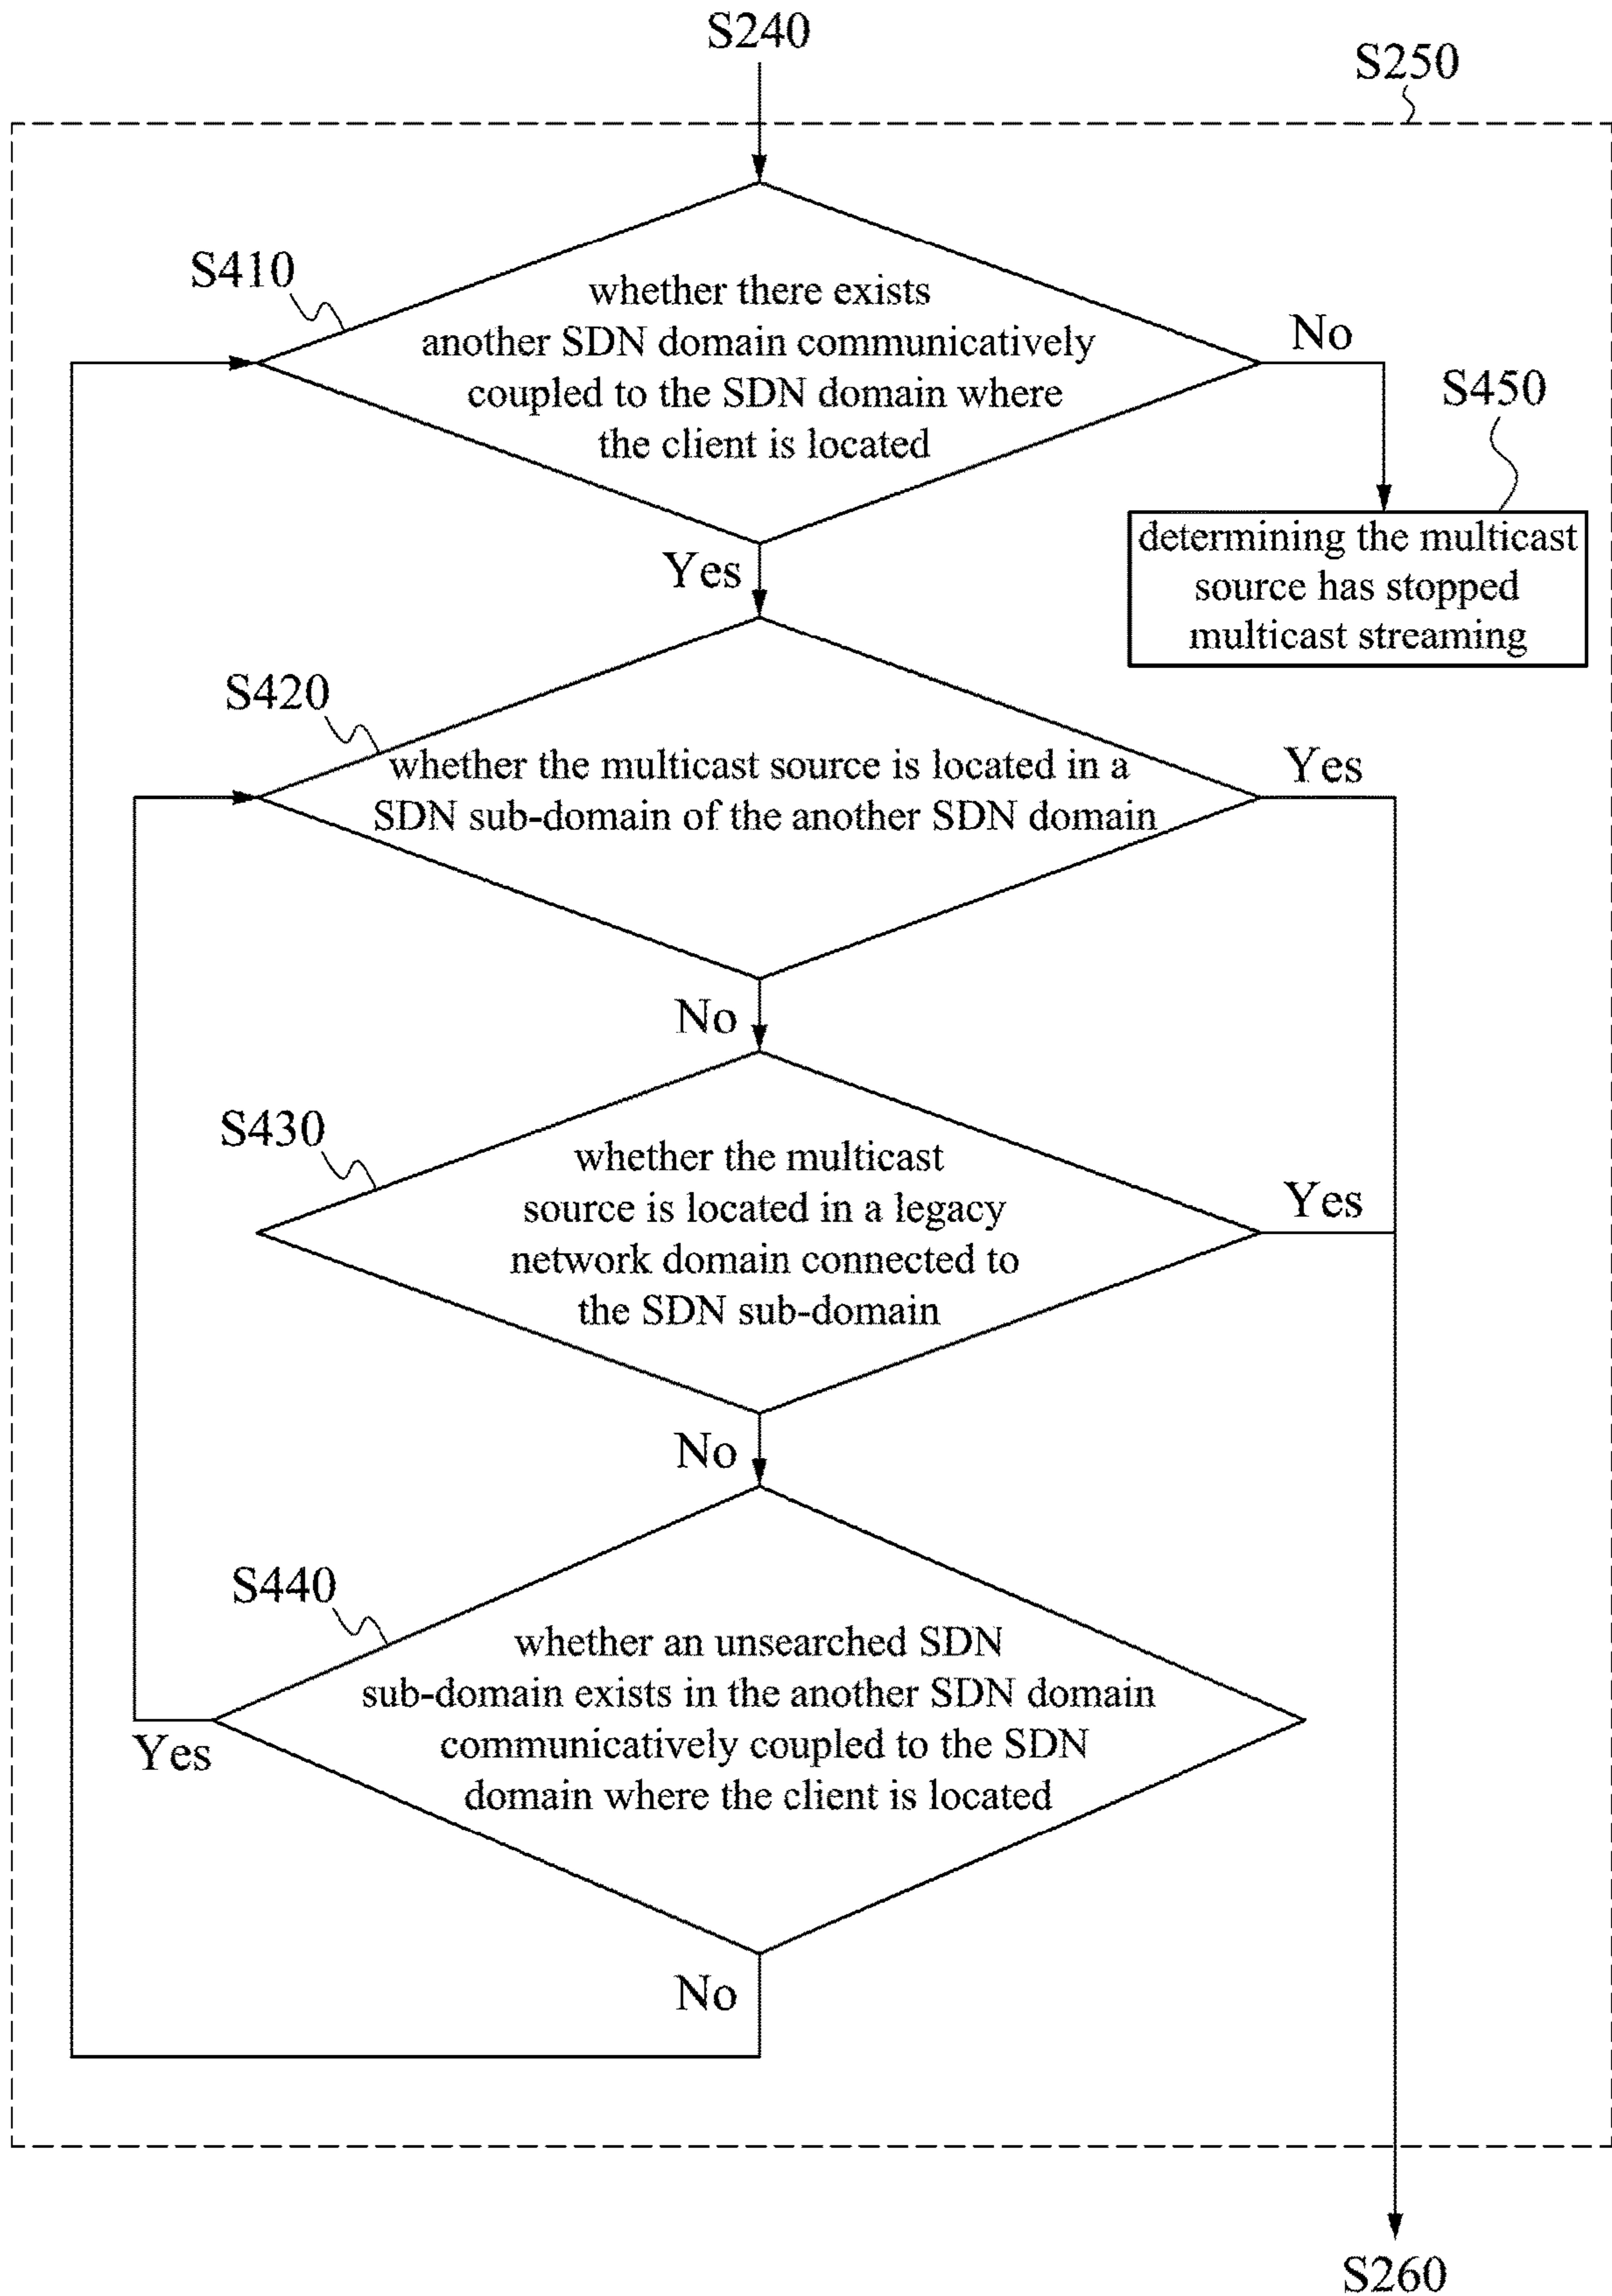 S240
S250
S410
whether there exists
another SDN domain communicatively
coupled to the SDN domain where
the client is located
No
S450
determining the multicast
source has stopped
multicast streaming
Yes
S420
whether the multicast source is located in a
SDN sub-domain of the another SDN domain
Yes
No
S430
whether the multicast
source is located in a legacy
network domain connected to
the SDN sub-domain
Yes
No
S440
whether an unsearched SDN
sub-domain exists in the another SDN domain
communicatively coupled to the SDN
domain where the client is located
Yes
No
S260